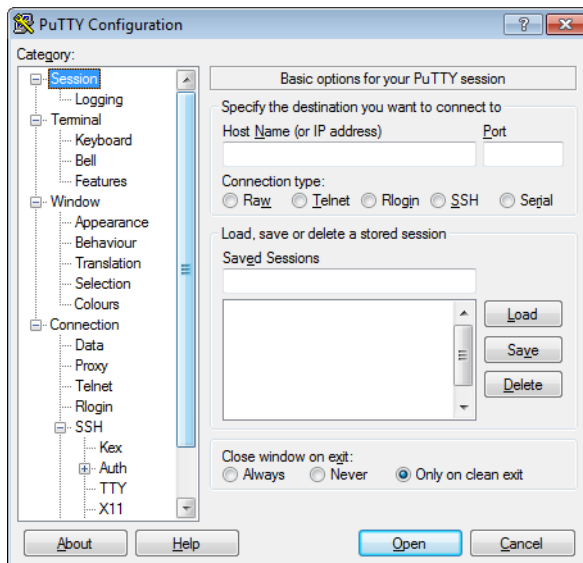 PuTTY Configuration
Category:
Session
Logging
Terminal
Keyboard
Bell
Features
Window
Appearance
Behaviour
Translation
Selection
Colours
Connection
Data
Proxy
Telnet
Rlogin
SSH
Kex
Auth
TTY
X11
Basic options for your PuTTY session
Specify the destination you want to connect to
Host Name (or IP address) Port
Connection type:
Raw Telnet Rlogin SSH Serial
Load, save or delete a stored session
Saved Sessions
Load
Save
Delete
Close window on exit:
Always Never Only on clean exit
About Help Open Cancel